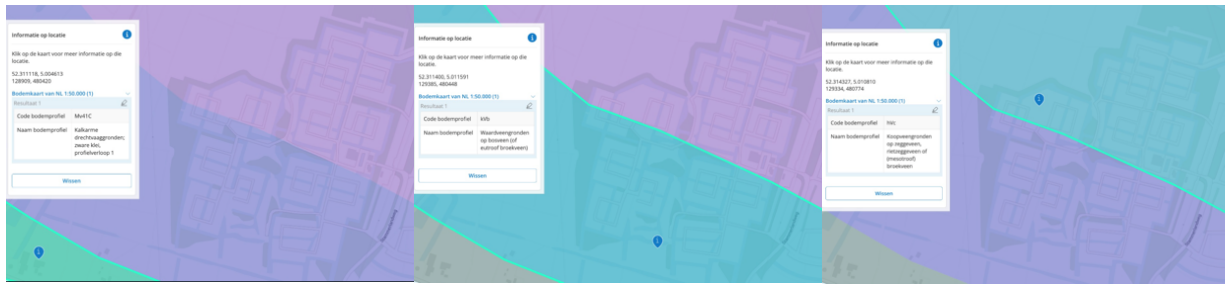 Informatie op locatie
Klik op de kaart voor meer informatie op die
locatie.
52.311118, 5.004613
128909, 480420
Bodemkaart van NL 1:50.000 (1)
Resultaat 1
Code bodemprofiel Mv41C
Naam bodemprofiel Kalkarme
drechtvaaggronden;
zware klei,
profielverloop 1
Wissen
Informatie op locatie
Klik op de kaart voor meer informatie op die
locatie.
52.311400, 5.011591
129385, 480448
Bodemkaart van NL 1:50.000 (1)
Resultaat 1
Code bodemprofiel kVb
Naam bodemprofiel Waardveengronden
op bosveen (of
eutroof broekveen)
Wissen
Informatie op locatie
Klik op de kaart voor meer informatie op die
locatie.
52.314327, 5.010810
129334, 480774
Bodemkaart van NL 1:50.000 (1)
Resultaat 1
Code bodemprofiel hVc
Naam bodemprofiel Koopveengronden
op zeggeveen,
rietzeggeveen of
(mesotroof)
broekveen
Wissen